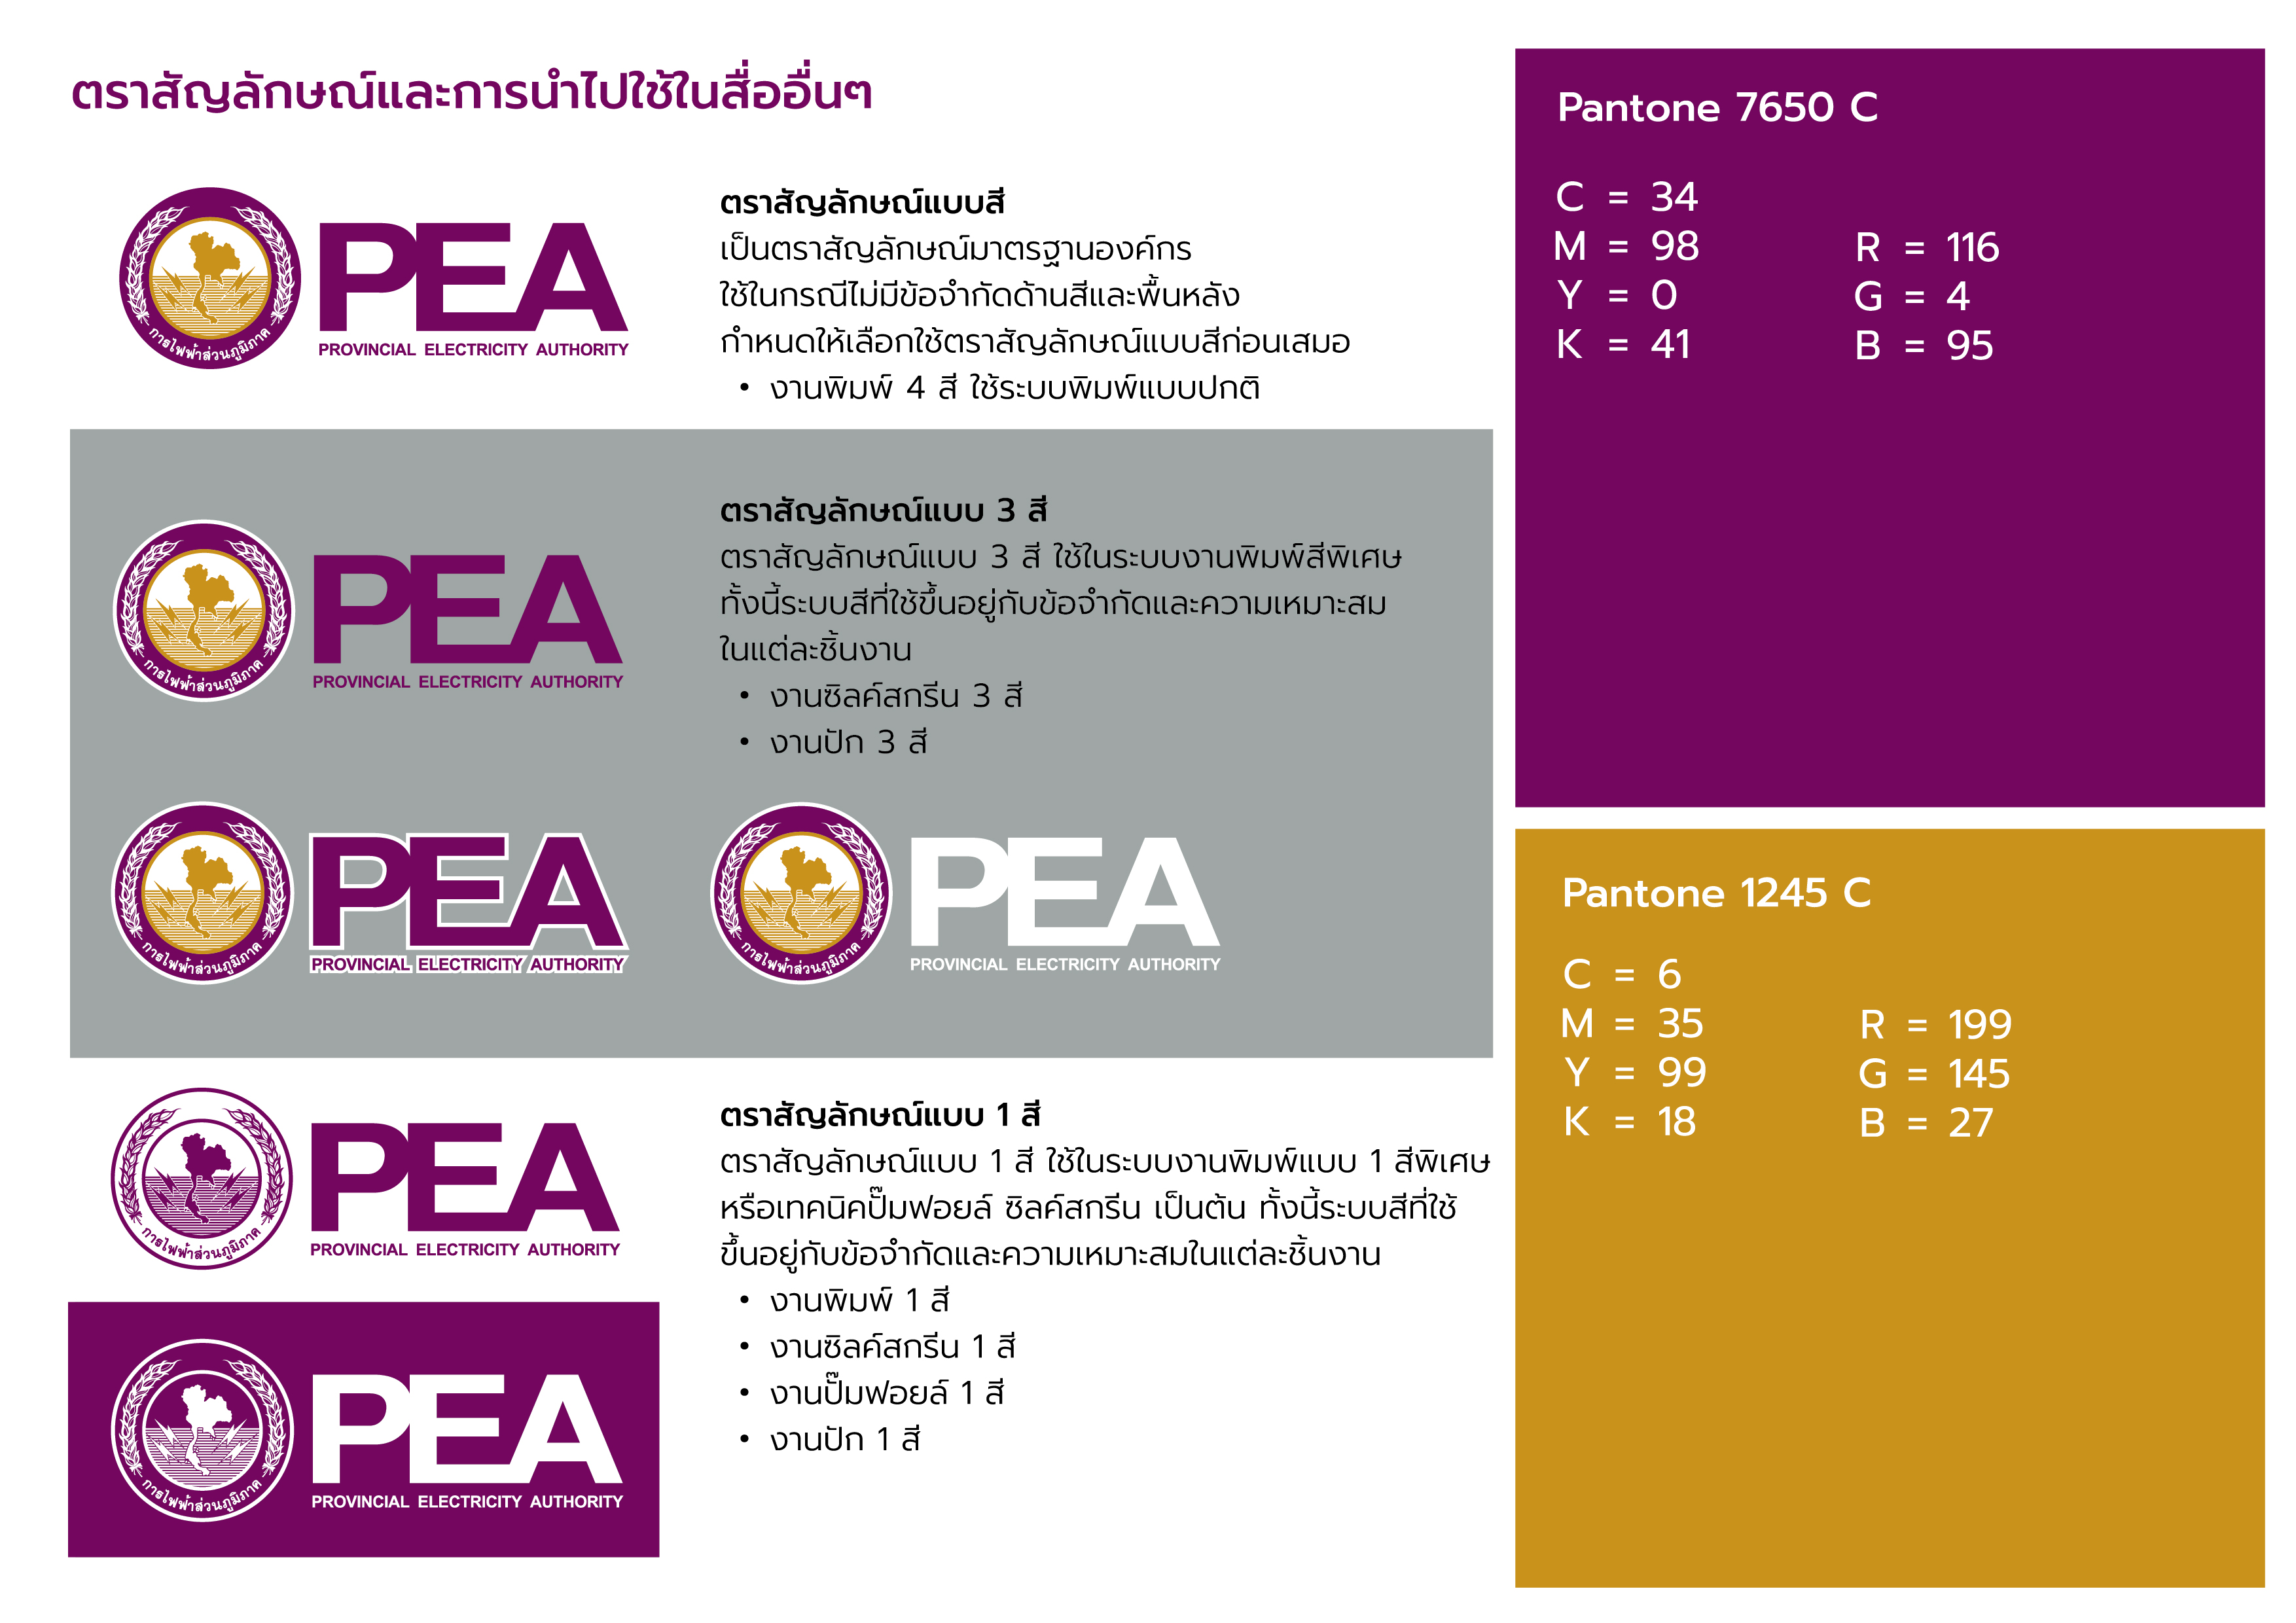 ตราสัญลักษณ์และการนำไปใช้ในสื่ออื่นๆ
การไฟฟ้าส่วนภูมิภาค
PEA
PROVINCIAL ELECTRICITY AUTHORITY
ตราสัญลักษณ์แบบสี
เป็นตราสัญลักษณ์มาตรฐานองค์กร
ใช้ในกรณีไม่มีข้อจำกัดด้านสีและพื้นหลัง
กำหนดให้เลือกใช้ตราสัญลักษณ์แบบสีก่อนเสมอ
• งานพิมพ์ 4 สี ใช้ระบบพิมพ์แบบปกติ
การไฟฟ้าส่วนภูมิภาค
PEA
PROVINCIAL ELECTRICITY AUTHORITY
ตราสัญลักษณ์แบบ 3 สี
ตราสัญลักษณ์แบบ 3 สี ใช้ในระบบงานพิมพ์สีพิเศษ
ทั้งนี้ระบบสีที่ใช้ขึ้นอยู่กับข้อจำกัดและความเหมาะสม
ในแต่ละชิ้นงาน
• งานซิลค์สกรีน 3 สี
• งานปัก 3 สี
การไฟฟ้าส่วนภูมิภาค
PEA
PROVINCIAL ELECTRICITY AUTHORITY
การไฟฟ้าส่วนภูมิภาค
PEA
PROVINCIAL ELECTRICITY AUTHORITY
การไฟฟ้าส่วนภูมิภาค
PEA
PROVINCIAL ELECTRICITY AUTHORITY
ตราสัญลักษณ์แบบ 1 สี
ตราสัญลักษณ์แบบ 1 สี ใช้ในระบบงานพิมพ์แบบ 1 สีพิเศษ
หรือเทคนิคปั๊มฟอยล์ ซิลค์สกรีน เป็นต้น ทั้งนี้ระบบสีที่ใช้
ขึ้นอยู่กับข้อจำกัดและความเหมาะสมในแต่ละชิ้นงาน
• งานพิมพ์ 1 สี
• งานซิลค์สกรีน 1 สี
• งานปั๊มฟอยล์ 1 สี
• งานปัก 1 สี
การไฟฟ้าส่วนภูมิภาค
PEA
PROVINCIAL ELECTRICITY AUTHORITY
Pantone 7650 C
C = 34
M = 98
Y = 0
K = 41
R = 116
G = 4
B = 95
Pantone 1245 C
C = 6
M = 35
Y = 99
K = 18
R = 199
G = 145
B = 27